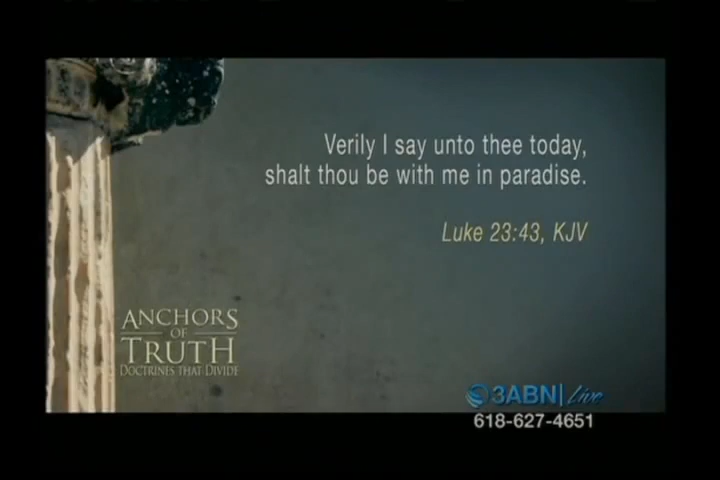 Verily I say unto thee today,
shalt thou be with me in paradise.
Luke 23:43, KJV
ANCHORS
OF
TRUTH
DOCTRINES THAT DIVIDE
3ABN Live
618-627-4651